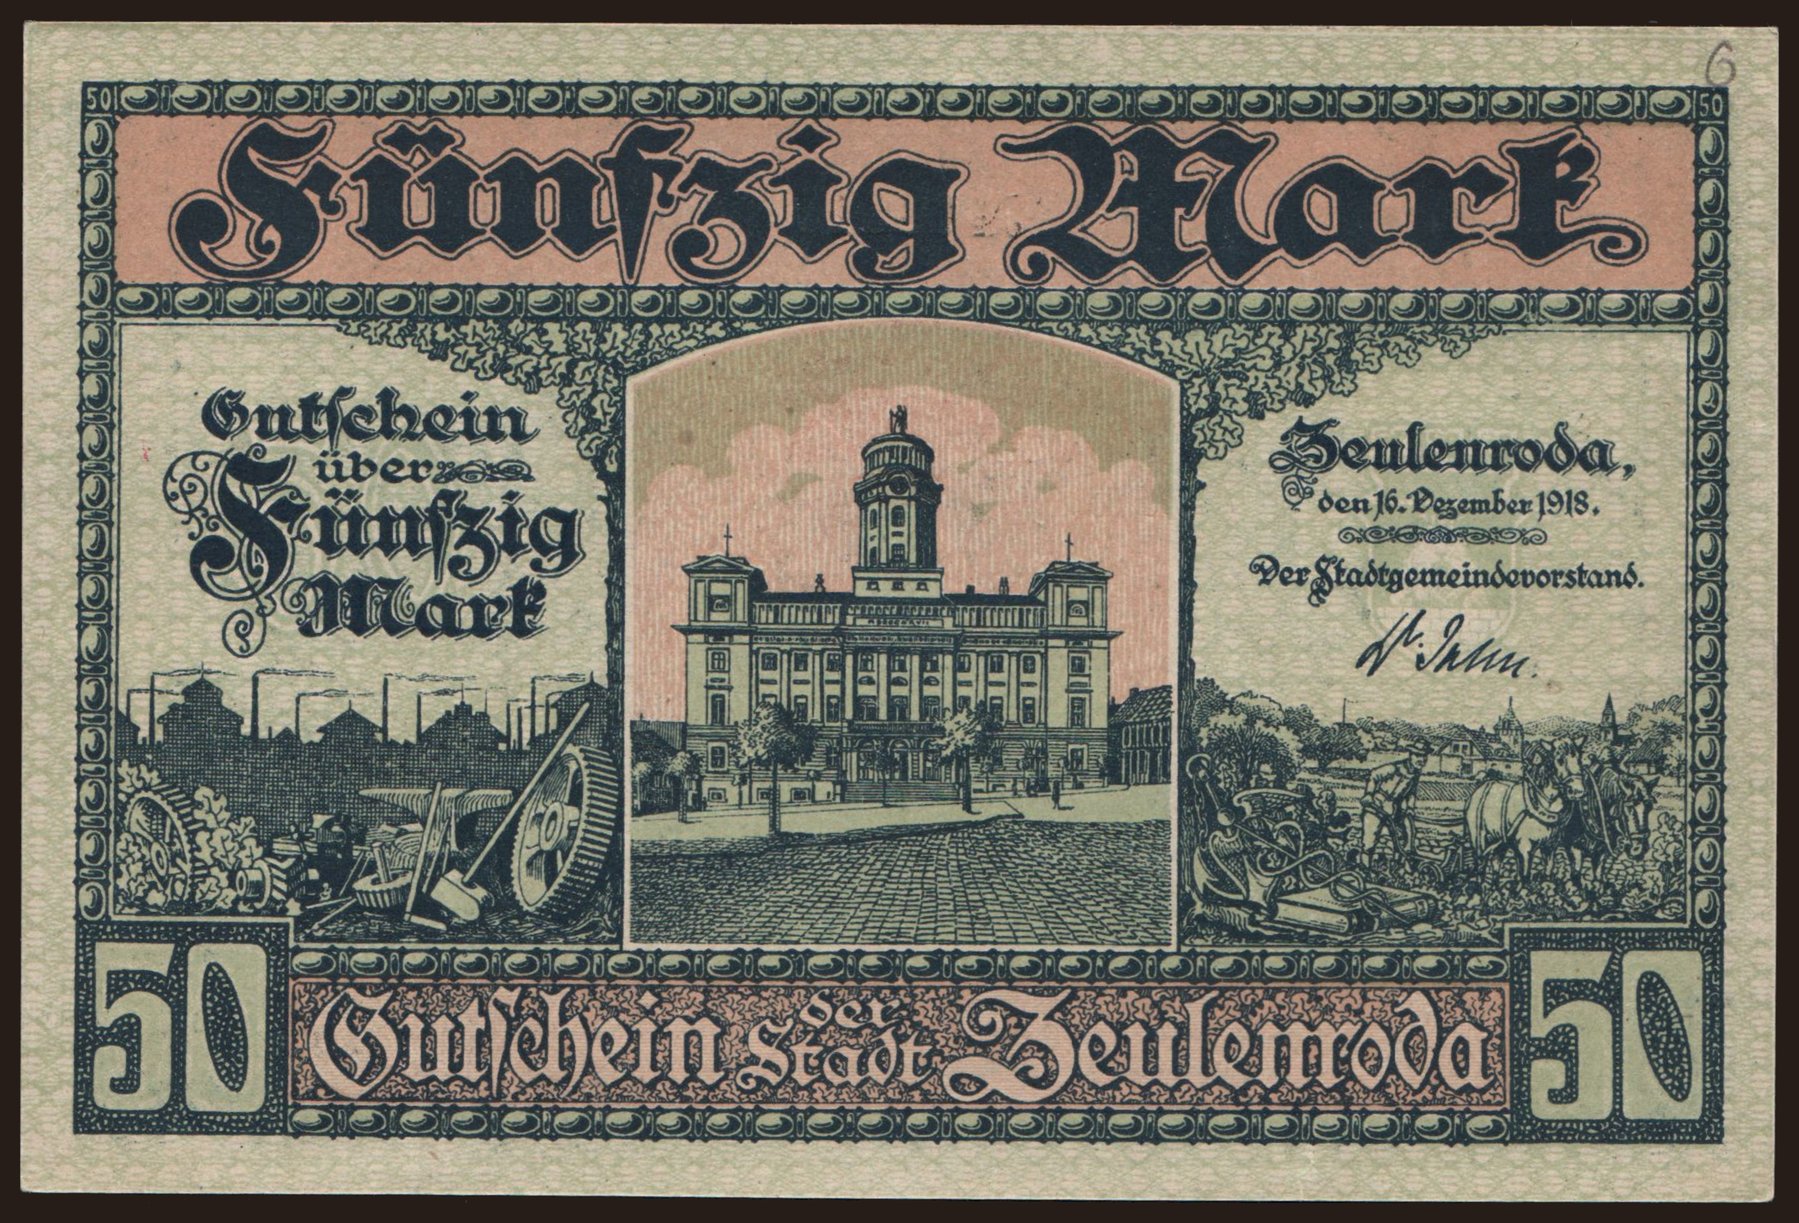 6
50 50
Fünfzig Mark
Gutschein
über
Fünfzig
Mark
Zeulenroda,
den 16. Dezember 1918.
Der Stadtgemeindevorstand.
50 Gutschein der Stadt Zeulenroda 50